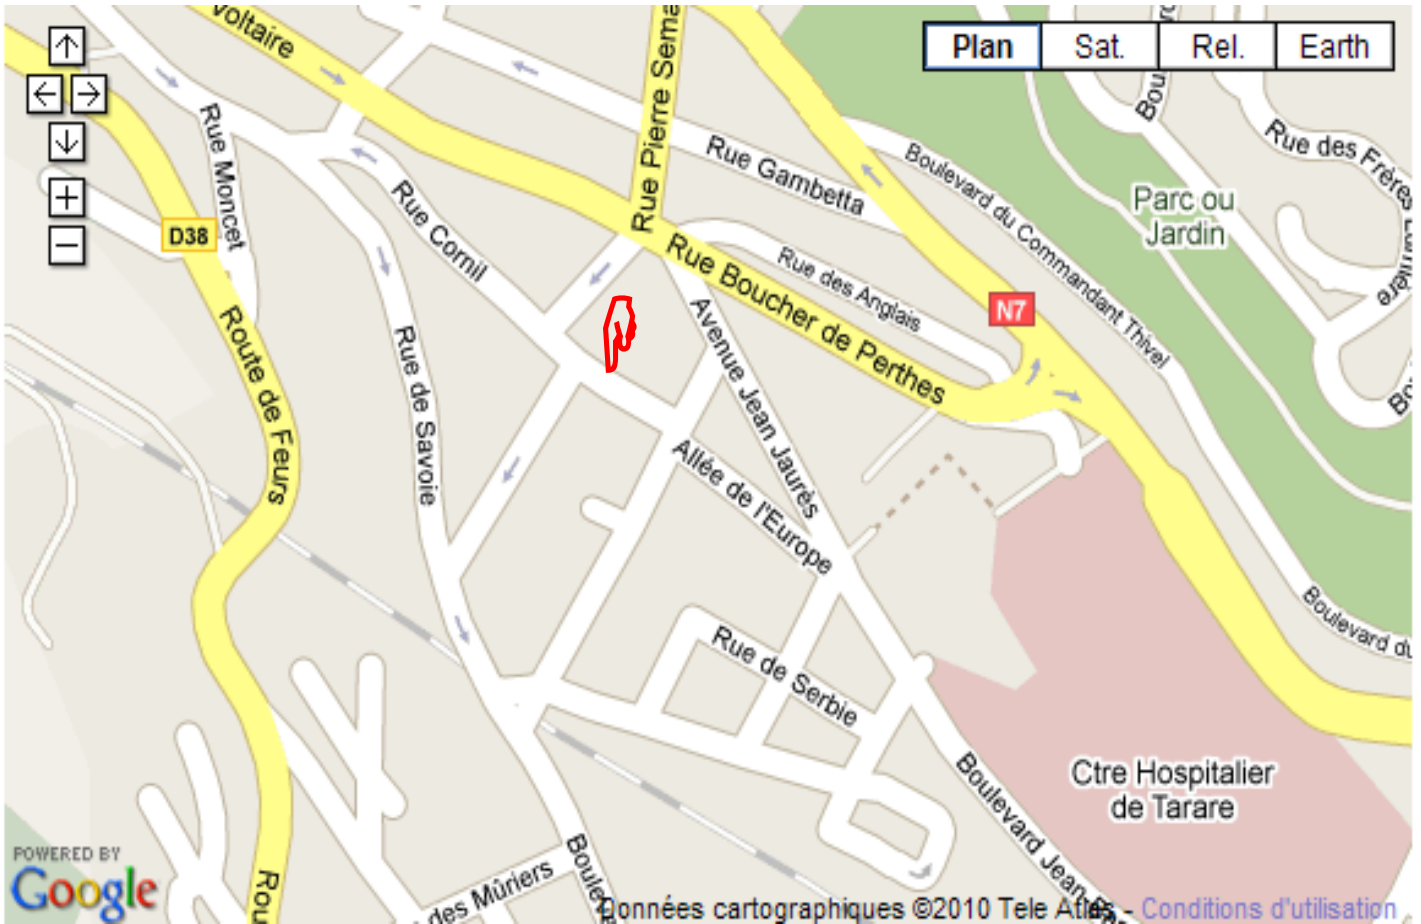 Voltaire
Rue Pierre Sema
Plan
Sat.
Rel.
Earth
Rue Moncet
D38
Rue Cornil
Rue Gambetta
Boulevard du Commandant Thivel
Parc ou
Jardin
Rue des Frères
Rue Boucher de Perthes
Rue des Anglais
N7
Avenue Jean Jaurès
Route de Feurs
Rue de Savoie
Allée de l'Europe
Rue de Serbie
Boulevard du
Ctre Hospitalier
de Tarare
Boulevard Jean
des Mûriers
Boule
Rou
POWERED BY
Google
Données cartographiques ©2010 Tele Atlas - Conditions d'utilisation